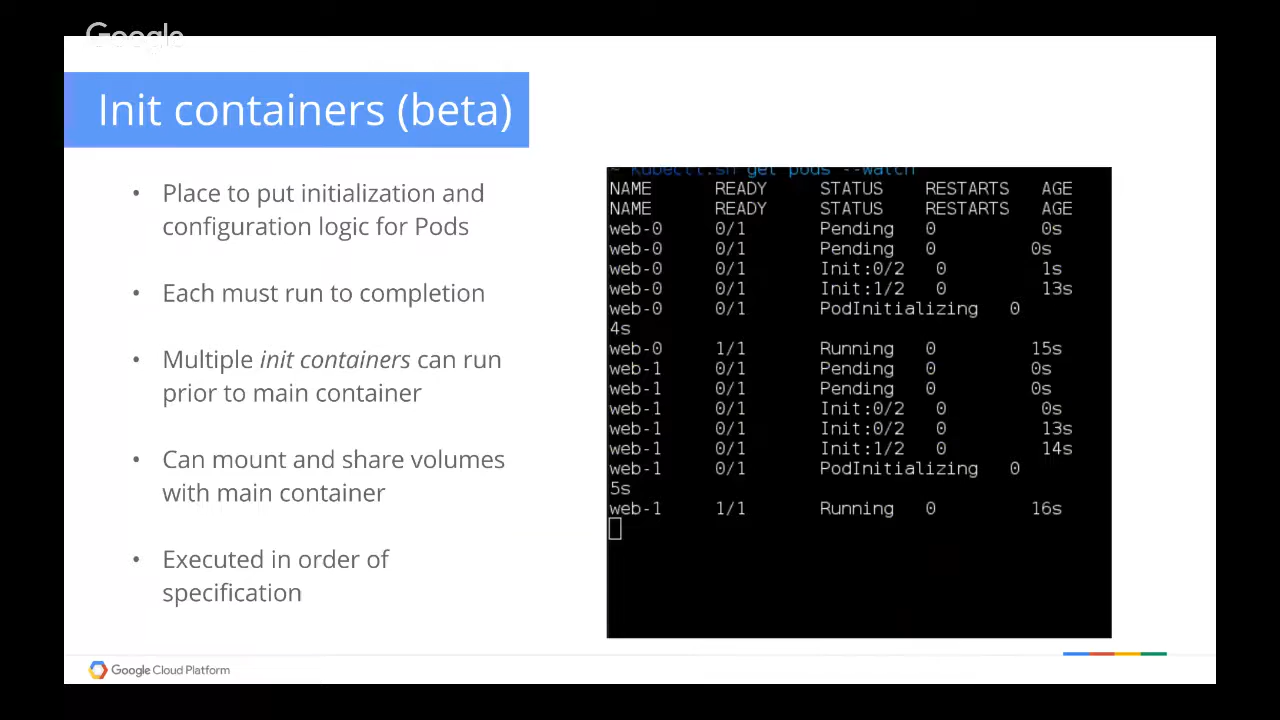 Google
Init containers (beta)
• Place to put initialization and
configuration logic for Pods
• Each must run to completion
• Multiple init containers can run
prior to main container
• Can mount and share volumes
with main container
• Executed in order of
specification
~ kubectl.sh get pods --watch
NAME READY STATUS RESTARTS AGE
NAME READY STATUS RESTARTS AGE
web-0 0/1 Pending 0 0s
web-0 0/1 Pending 0 0s
web-0 0/1 Init:0/2 0 1s
web-0 0/1 Init:1/2 0 13s
web-0 0/1 PodInitializing 0
4s
web-0 1/1 Running 0 15s
web-1 0/1 Pending 0 0s
web-1 0/1 Pending 0 0s
web-1 0/1 Init:0/2 0 0s
web-1 0/1 Init:0/2 0 13s
web-1 0/1 Init:1/2 0 14s
web-1 0/1 PodInitializing 0
5s
web-1 1/1 Running 0 16s
Google Cloud Platform